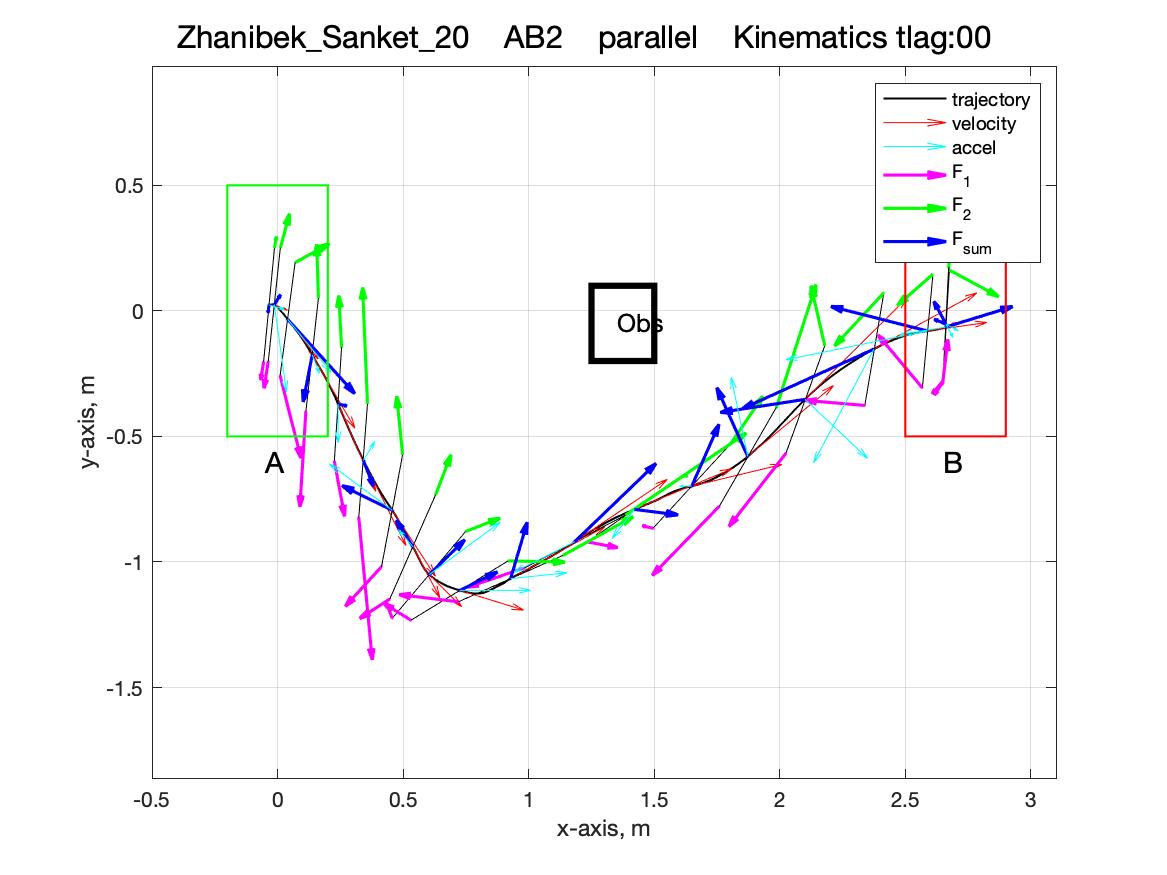 Zhanibek_Sanket_20 AB2 parallel Kinematics tlag:00
trajectory
velocity
accel
F1
F2
Fsum
0.5
0
-0.5
-1
-1.5
y-axis, m
Obs
A
B
-0.5 0 0.5 1 1.5 2 2.5 3
x-axis, m